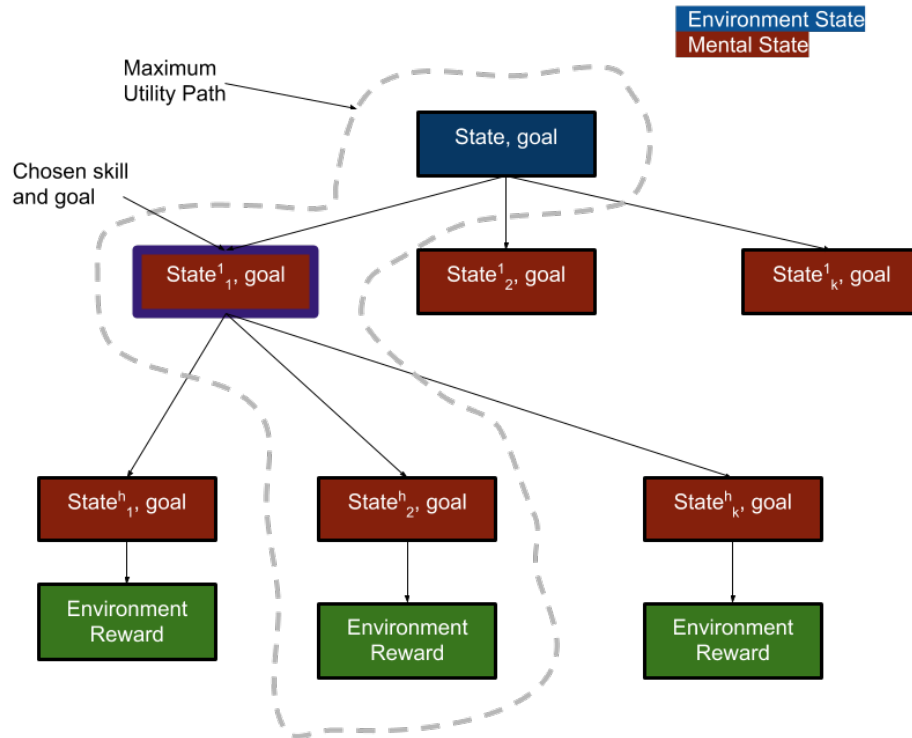 Environment State
Mental State
Maximum
Utility Path
State, goal
Chosen skill
and goal
State¹₁, goal
State¹₂, goal
State¹ₖ, goal
Stateʰ₁, goal
Stateʰ₂, goal
Stateʰₖ, goal
Environment
Reward
Environment
Reward
Environment
Reward